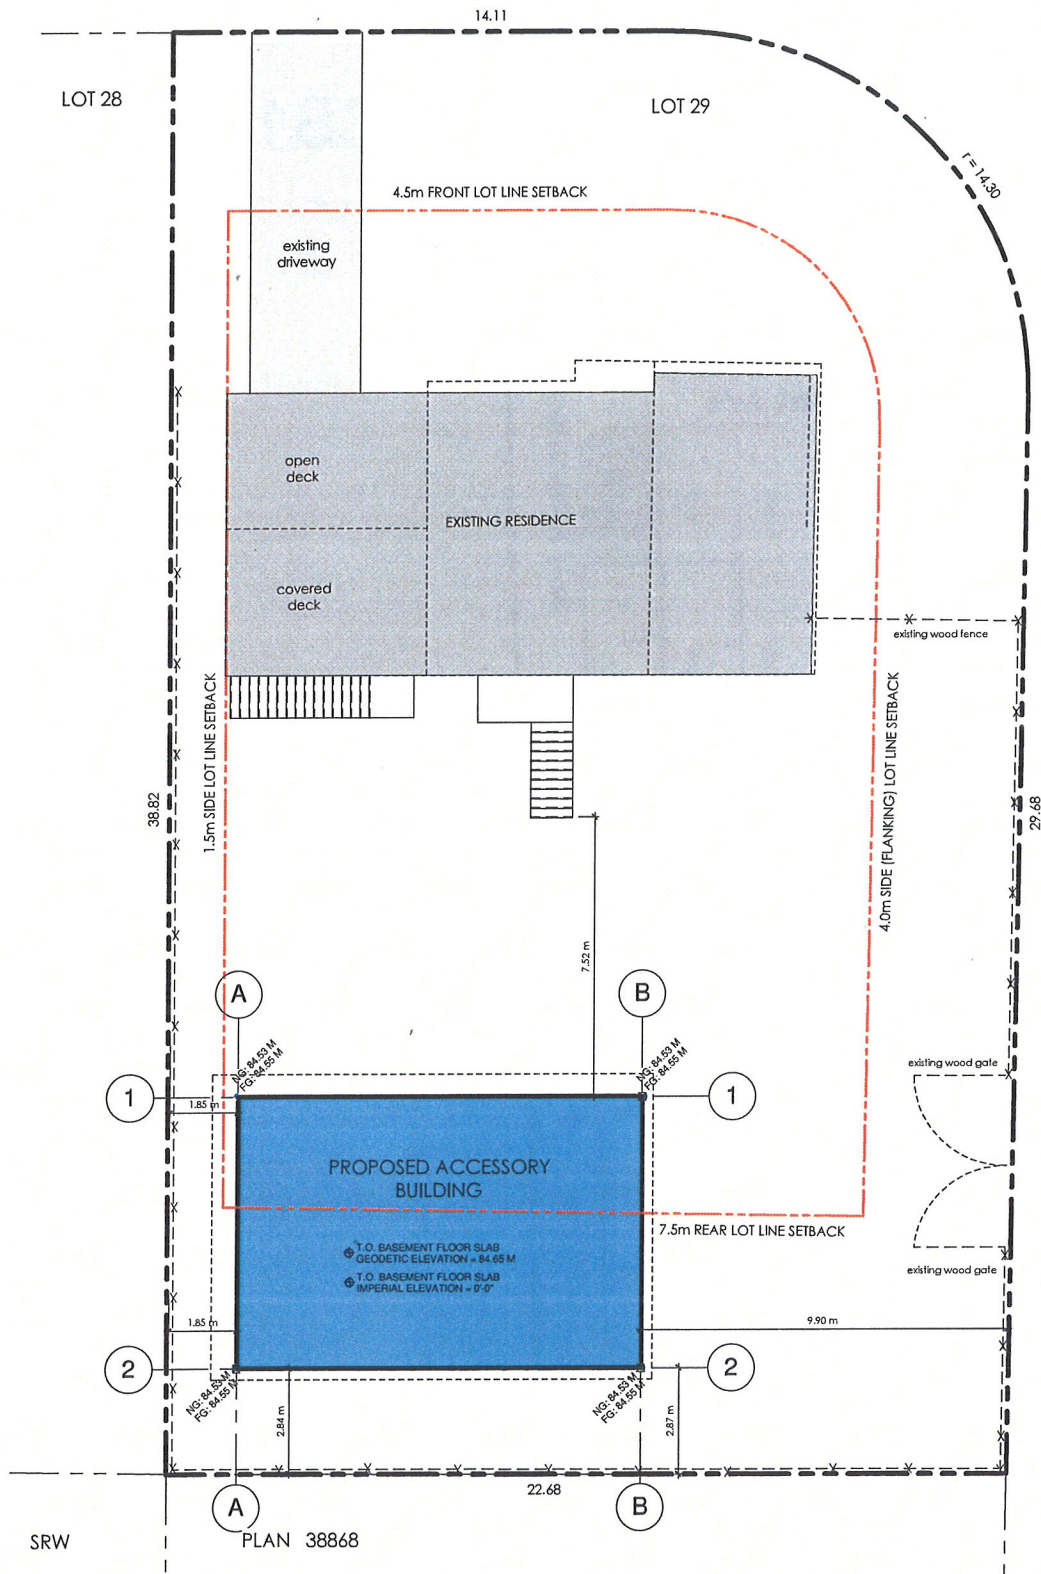 14.11
LOT 28
LOT 29
r = 14.30
4.5m FRONT LOT LINE SETBACK
existing
driveway
open
deck
EXISTING RESIDENCE
covered
deck
existing wood fence
1.5m SIDE LOT LINE SETBACK
4.0m SIDE (FLANKING) LOT LINE SETBACK
38.82
29.68
7.52 m
A
B
NG: 84.53 M
FG: 84.55 M
NG: 84.53 M
FG: 84.55 M
existing wood gate
1
1
1.85 m
PROPOSED ACCESSORY
BUILDING
7.5m REAR LOT LINE SETBACK
T.O. BASEMENT FLOOR SLAB
GEODETIC ELEVATION = 84.65 M
T.O. BASEMENT FLOOR SLAB
IMPERIAL ELEVATION = 0'-0"
existing wood gate
1.85 m
9.90 m
2
2
NG: 84.53 M
FG: 84.55 M
NG: 84.53 M
FG: 84.55 M
2.84 m
2.87 m
22.68
A
B
SRW
PLAN 38868